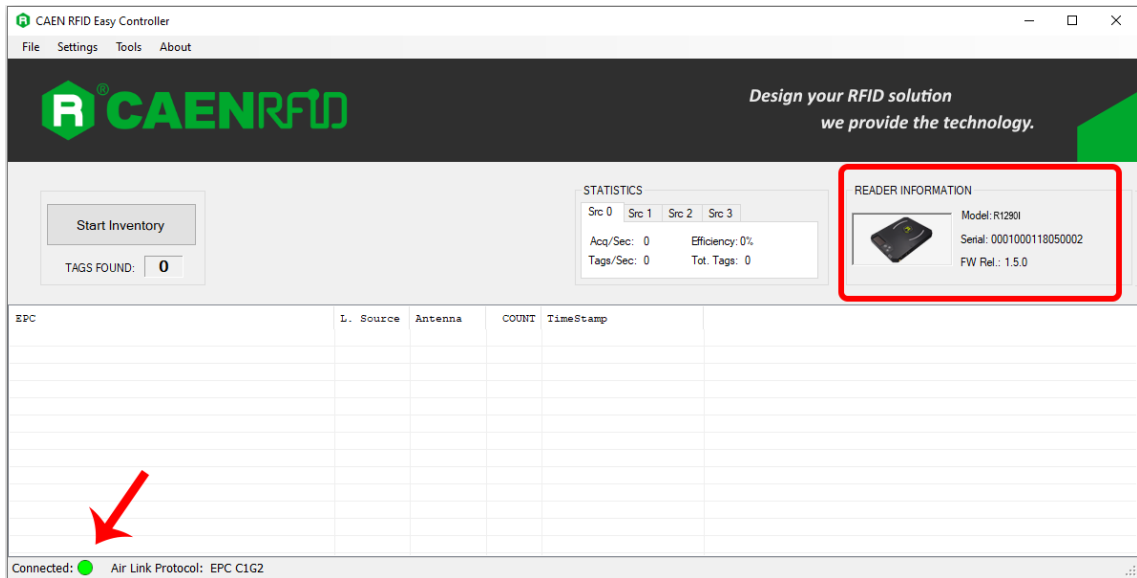 CAEN RFID Easy Controller
File Settings Tools About
R® CAENRFID
Design your RFID solution
we provide the technology.
Start Inventory
TAGS FOUND: 0
STATISTICS
Src 0 Src 1 Src 2 Src 3
Acq/Sec: 0 Efficiency: 0%
Tags/Sec: 0 Tot. Tags: 0
READER INFORMATION
Model: R1290I
Serial: 0001000118050002
FW Rel.: 1.5.0
EPC L. Source Antenna COUNT TimeStamp
Connected: Air Link Protocol: EPC C1G2